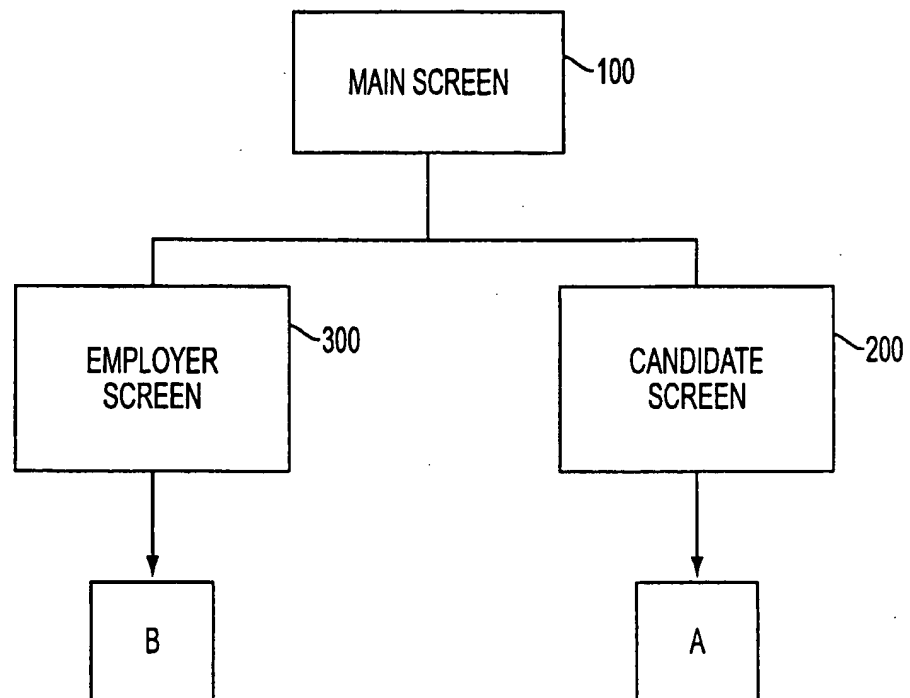 MAIN SCREEN
100
EMPLOYER
SCREEN
300
CANDIDATE
SCREEN
200
B
A